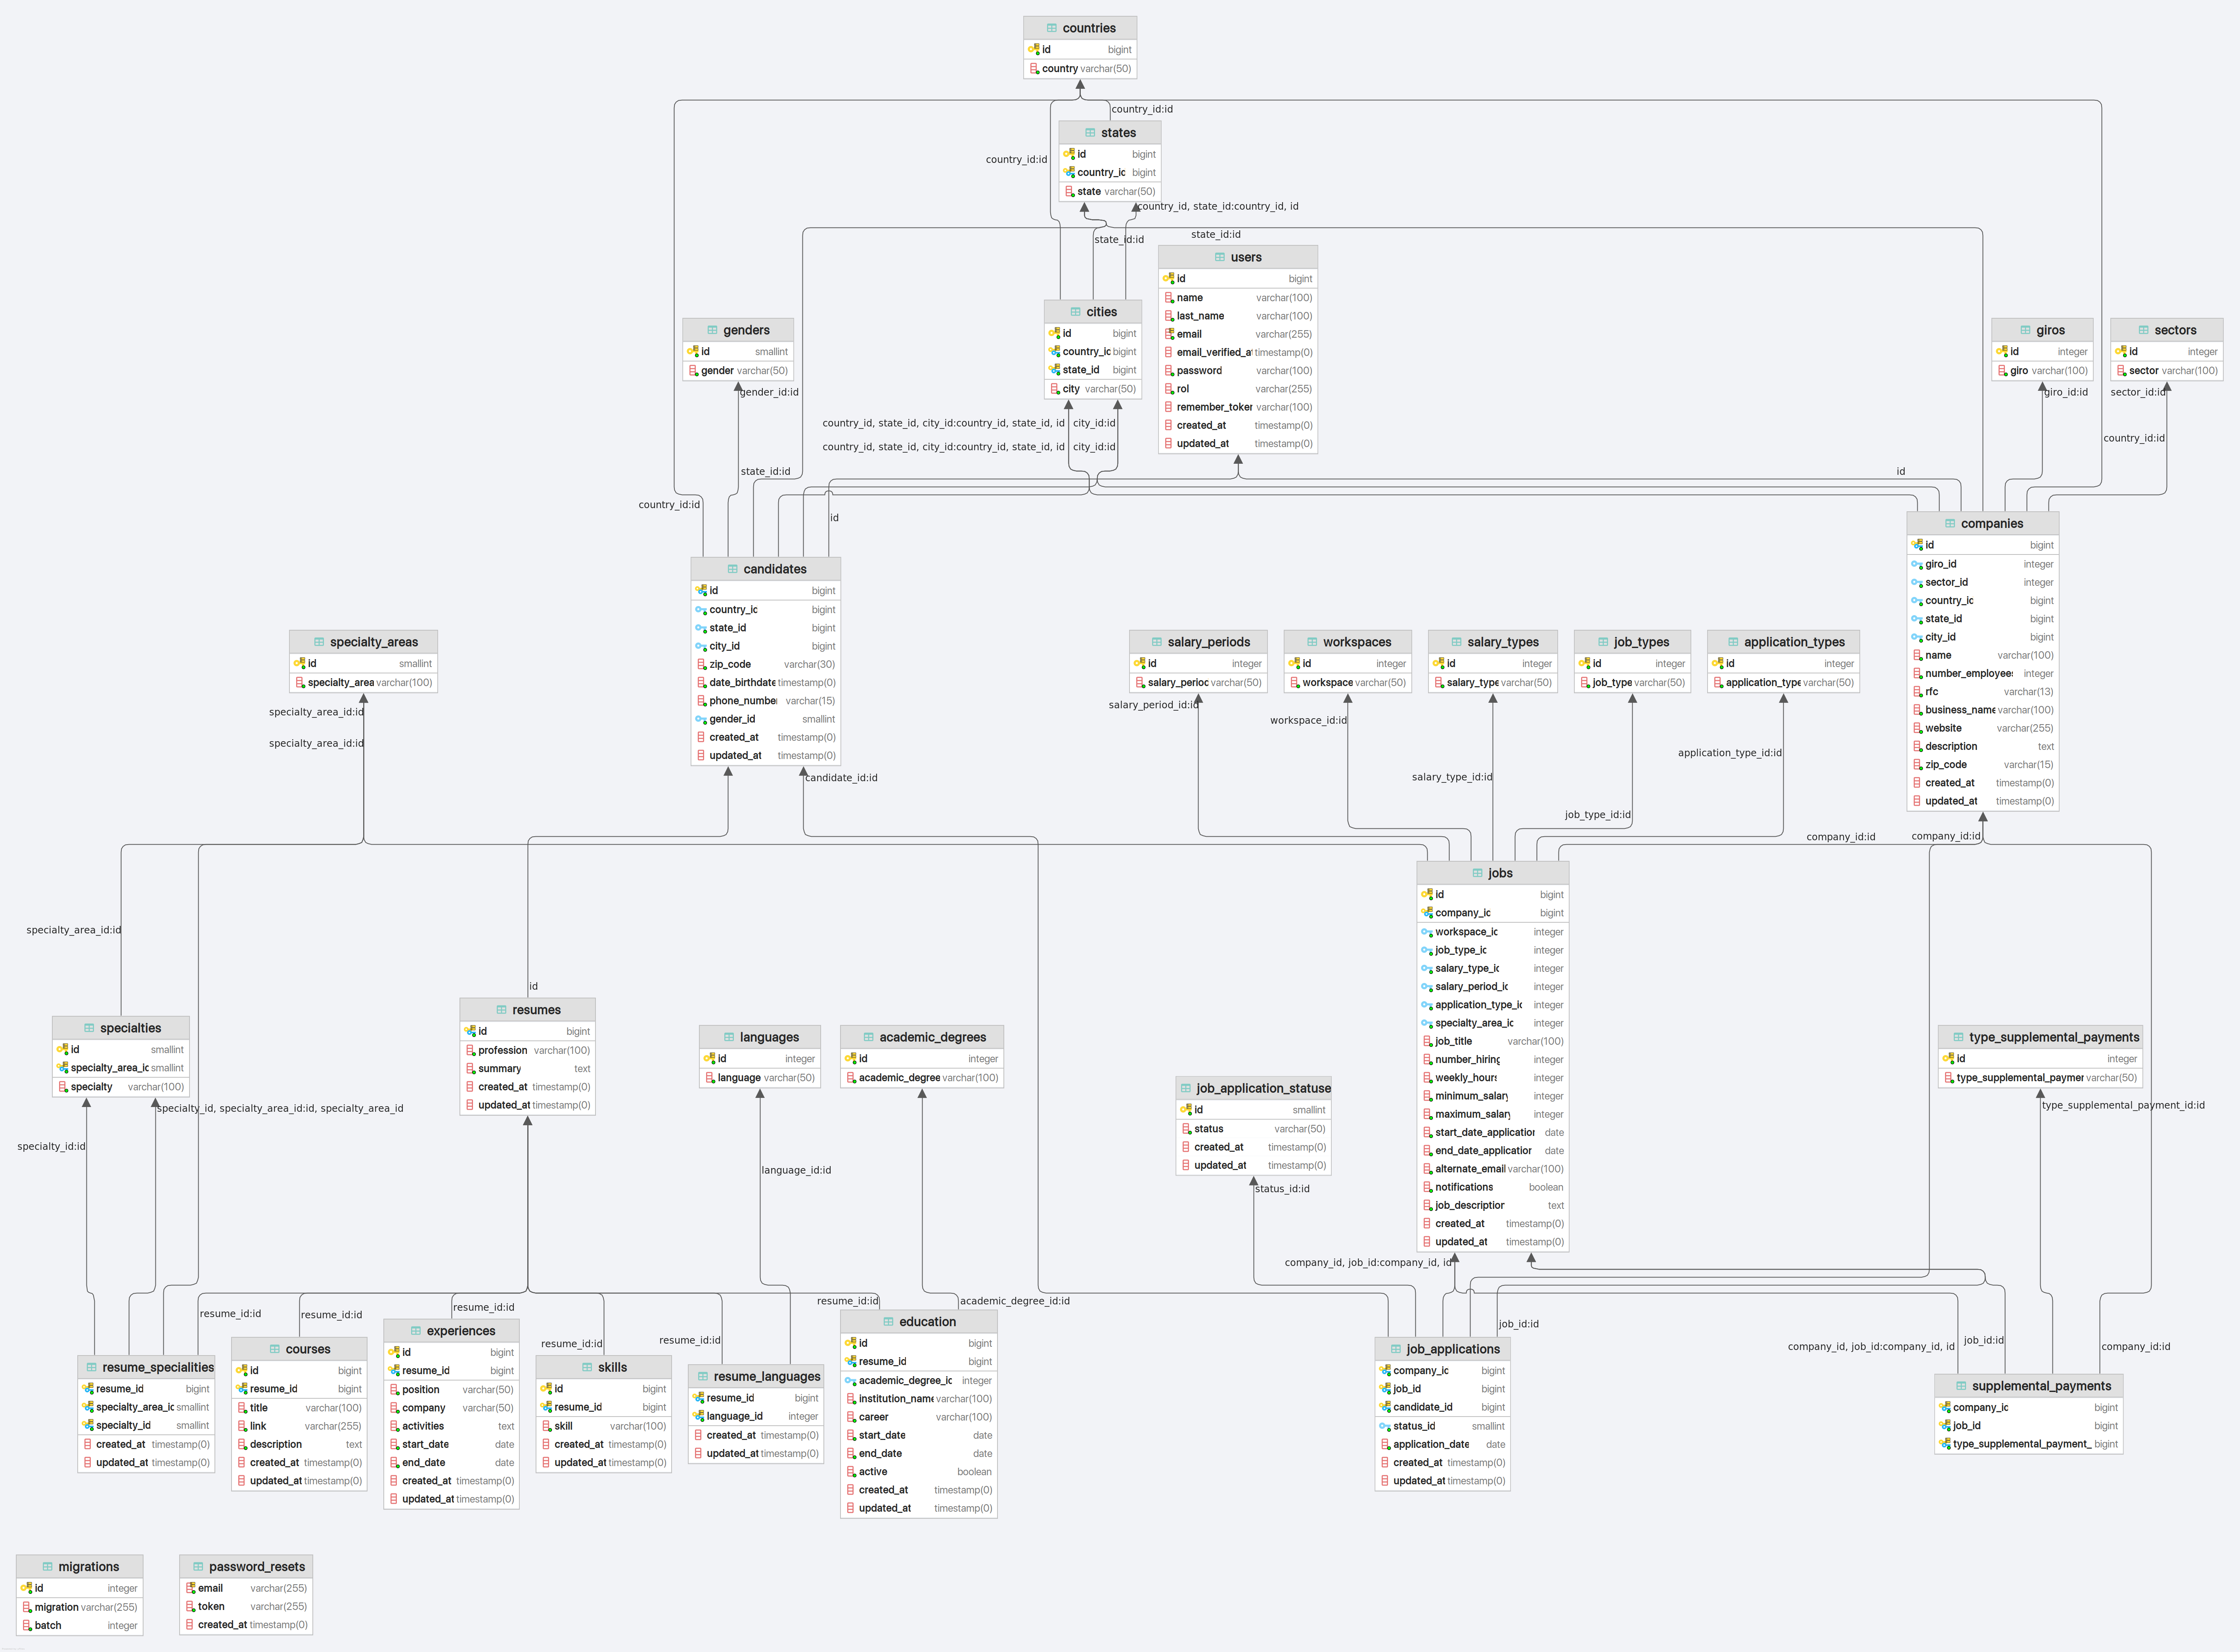 countries
id bigint
country varchar(50)
country_id:id
states
id bigint
country_ic bigint
state varchar(50)
country_id:id
country_id, state_id:country_id, id
state_id:id
state_id:id
users
id bigint
name varchar(100)
last_name varchar(100)
email varchar(255)
email_verified_a timestamp(0)
password varchar(100)
rol varchar(255)
remember_token varchar(100)
created_at timestamp(0)
updated_at timestamp(0)
cities
id bigint
country_ic bigint
state_id bigint
city varchar(50)
genders
id smallint
gender varchar(50)
gender_id:id
giros
id integer
giro varchar(100)
giro_id:id
sectors
id integer
sector varchar(100)
sector_id:id
country_id, state_id, city_id:country_id, state_id, id city_id:id
country_id, state_id, city_id:country_id, state_id, id city_id:id
country_id:id
state_id:id
id
country_id:id
id
companies
id bigint
giro_id integer
sector_id integer
country_ic bigint
state_id bigint
city_id bigint
name varchar(100)
number_employees integer
rfc varchar(13)
business_name varchar(100)
website varchar(255)
description text
zip_code varchar(15)
created_at timestamp(0)
updated_at timestamp(0)
candidates
id bigint
country_ic bigint
state_id bigint
city_id bigint
zip_code varchar(30)
date_birthdate timestamp(0)
phone_number varchar(15)
gender_id smallint
created_at timestamp(0)
updated_at timestamp(0)
candidate_id:id
specialty_areas
id smallint
specialty_area varchar(100)
specialty_area_id:id
specialty_area_id:id
salary_periods
id integer
salary_perioc varchar(50)
salary_period_id:id
workspaces
id integer
workspace varchar(50)
workspace_id:id
salary_types
id integer
salary_type varchar(50)
salary_type_id:id
job_types
id integer
job_type varchar(50)
job_type_id:id
application_types
id integer
application_type varchar(50)
application_type_id:id
company_id:id
company_id:id
jobs
id bigint
company_ic bigint
workspace_ic integer
job_type_ic integer
salary_type_ic integer
salary_period_ic integer
application_type_ic integer
specialty_area_ic integer
job_title varchar(100)
number_hiring integer
weekly_hours integer
minimum_salary integer
maximum_salary integer
start_date_application date
end_date_application date
alternate_email varchar(100)
notifications boolean
job_description text
created_at timestamp(0)
updated_at timestamp(0)
specialty_area_id:id
id
specialties
id smallint
specialty_area_ic smallint
specialty varchar(100)
specialty_id, specialty_area_id:id, specialty_area_id
specialty_id:id
resumes
id bigint
profession varchar(100)
summary text
created_at timestamp(0)
updated_at timestamp(0)
languages
id integer
language varchar(50)
language_id:id
academic_degrees
id integer
academic_degree varchar(100)
job_application_statuse
id smallint
status varchar(50)
created_at timestamp(0)
updated_at timestamp(0)
status_id:id
type_supplemental_payments
id integer
type_supplemental_paymer varchar(50)
type_supplemental_payment_id:id
company_id, job_id:company_id, id
resume_id:id
resume_id:id
resume_id:id
resume_id:id
resume_id:id
resume_id:id
academic_degree_id:id
job_id:id
company_id, job_id:company_id, id
job_id:id
company_id:id
resume_specialities
resume_id bigint
specialty_area_ic smallint
specialty_id smallint
created_at timestamp(0)
updated_at timestamp(0)
courses
id bigint
resume_id bigint
title varchar(100)
link varchar(255)
description text
created_at timestamp(0)
updated_at timestamp(0)
experiences
id bigint
resume_id bigint
position varchar(50)
company varchar(50)
activities text
start_date date
end_date date
created_at timestamp(0)
updated_at timestamp(0)
skills
id bigint
resume_id bigint
skill varchar(100)
created_at timestamp(0)
updated_at timestamp(0)
resume_languages
resume_id bigint
language_id integer
created_at timestamp(0)
updated_at timestamp(0)
education
id bigint
resume_id bigint
academic_degree_ic integer
institution_name varchar(100)
career varchar(100)
start_date date
end_date date
active boolean
created_at timestamp(0)
updated_at timestamp(0)
job_applications
company_ic bigint
job_id bigint
candidate_id bigint
status_id smallint
application_date date
created_at timestamp(0)
updated_at timestamp(0)
supplemental_payments
company_ic bigint
job_id bigint
type_supplemental_payment_ bigint
migrations
id integer
migration varchar(255)
batch integer
password_resets
email varchar(255)
token varchar(255)
created_at timestamp(0)